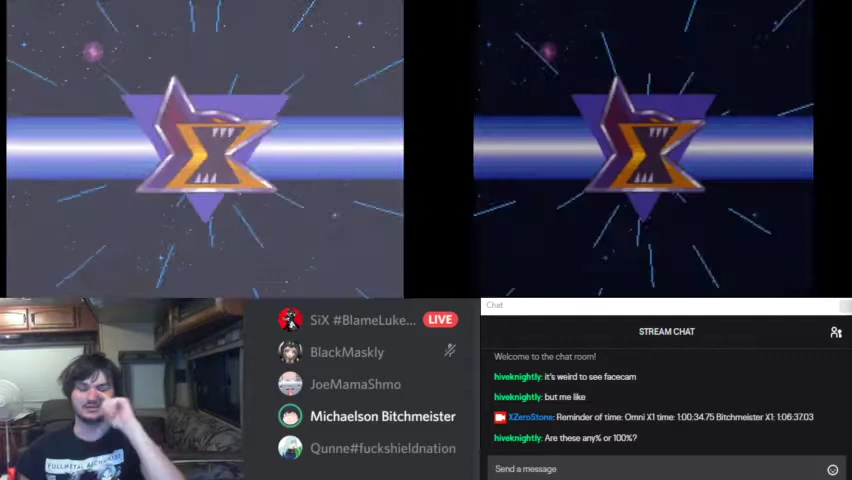 SiX #BlameLuke...
LIVE
BlackMaskly
JoeMamaShmo
Michaelson Bitchmeister
Qunne#fuckshieldnation
FULLMETAL ALCHEMIST
Chat
STREAM CHAT
Welcome to the chat room!
hiveknightly: it's weird to see facecam
hiveknightly: but me like
XZeroStone: Reminder of time: Omni X1 time: 1:00:34.75 Bitchmeister X1: 1:06:37.03
hiveknightly: Are these any% or 100%?
Send a message